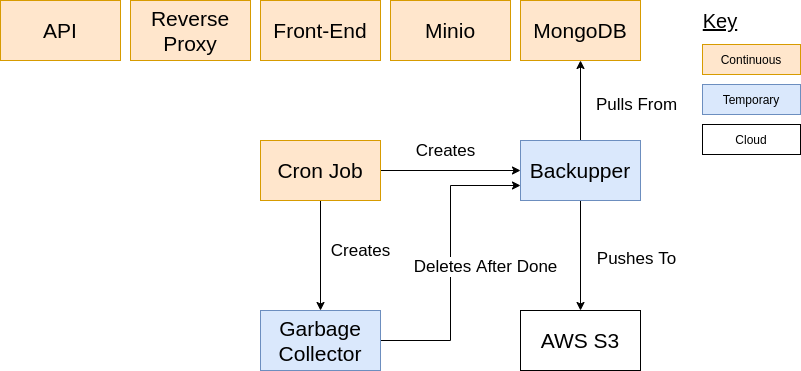 API
Reverse
Proxy
Front-End
Minio
MongoDB
Key
Continuous
Temporary
Cloud
Pulls From
Cron Job
Creates
Backupper
Creates
Deletes After Done
Pushes To
Garbage
Collector
AWS S3